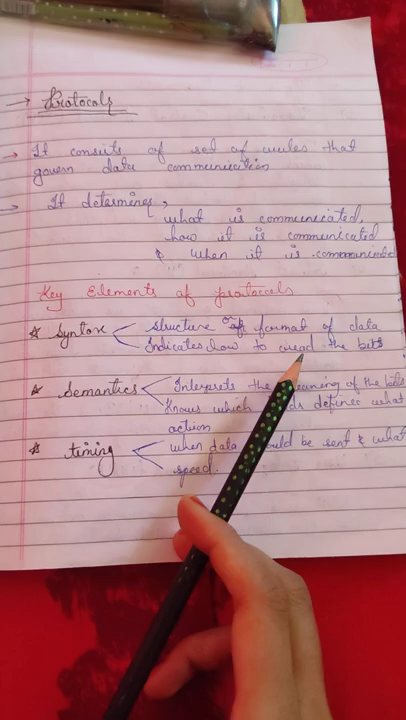 → Protocols
→ It consists of set of rules that
govern data communication
→ It determines,
what is communicated,
how it is communicated
& when it is communicated
Key Elements of protocols
☆ Syntax < structure or format of data
Indicates how to read the bits
☆ Semantics < Interprets the meaning of the bits
Knows which defines what
action
☆ timing < when data should be sent & what
speed.